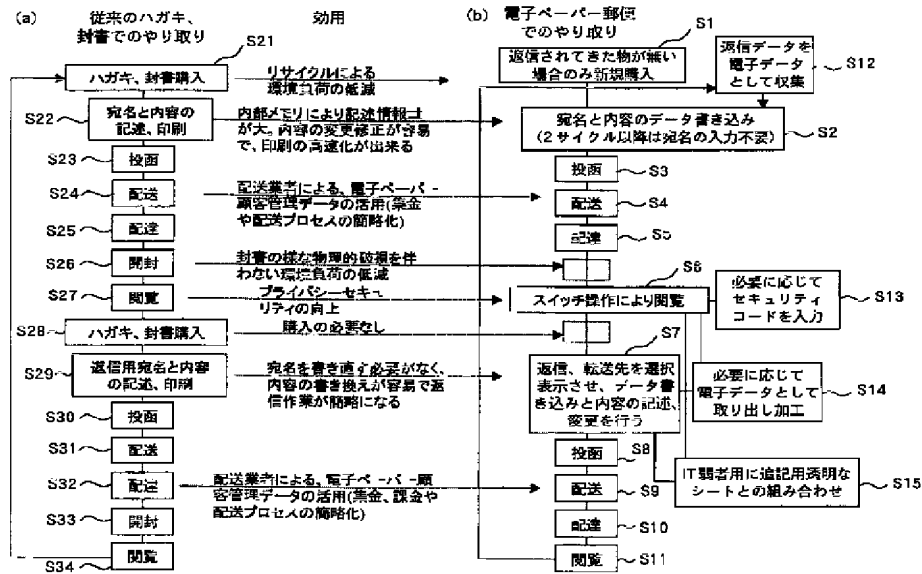 (a)
従来のハガキ、
封書でのやり取り
効用
(b)
電子ペーパー郵便
でのやり取り
S21
ハガキ、封書購入
リサイクルによる
環境負荷の低減
S1
返信されてきた物が無い
場合のみ新規購入
返信データを
電子データ
として収集
S12
S22
宛名と内容の
記述、印刷
内部メモリにより記述情報量
が大。内容の変更修正が容易
で、印刷の高速化が出来る
宛名と内容のデータ書き込み
(2サイクル以降は宛名の入力不要)
S2
S23
投函
投函
S3
S24
配送
配送業者による、電子ペーパー
顧客管理データの活用(集金
や配送プロセスの簡略化)
配送
S4
S25
配達
配達
S5
S26
開封
封書の様な物理的破損を伴
わない環境負荷の低減
S27
閲覧
プライバシーセキュ
リティの向上
スイッチ操作により閲覧
S6
必要に応じて
セキュリティ
コードを入力
S13
S28
ハガキ、封書購入
購入の必要なし
S29
返信用宛名と内容
の記述、印刷
宛名を書き直す必要がなく、
内容の書き換えが容易で返
信作業が簡略になる
S7
返信、転送先を選択
表示させ、データ書
き込みと内容の記述、
変更を行う
必要に応じて
電子データとして
取り出し加工
S14
S30
投函
投函
S8
S31
配送
IT弱者用に追記用透明な
シートとの組み合わせ
S15
S32
配達
配送業者による、電子ペーパー顧
客管理データの活用(集金、課金や
配送プロセスの簡略化)
配送
S9
S33
開封
配達
S10
S34
閲覧
閲覧
S11